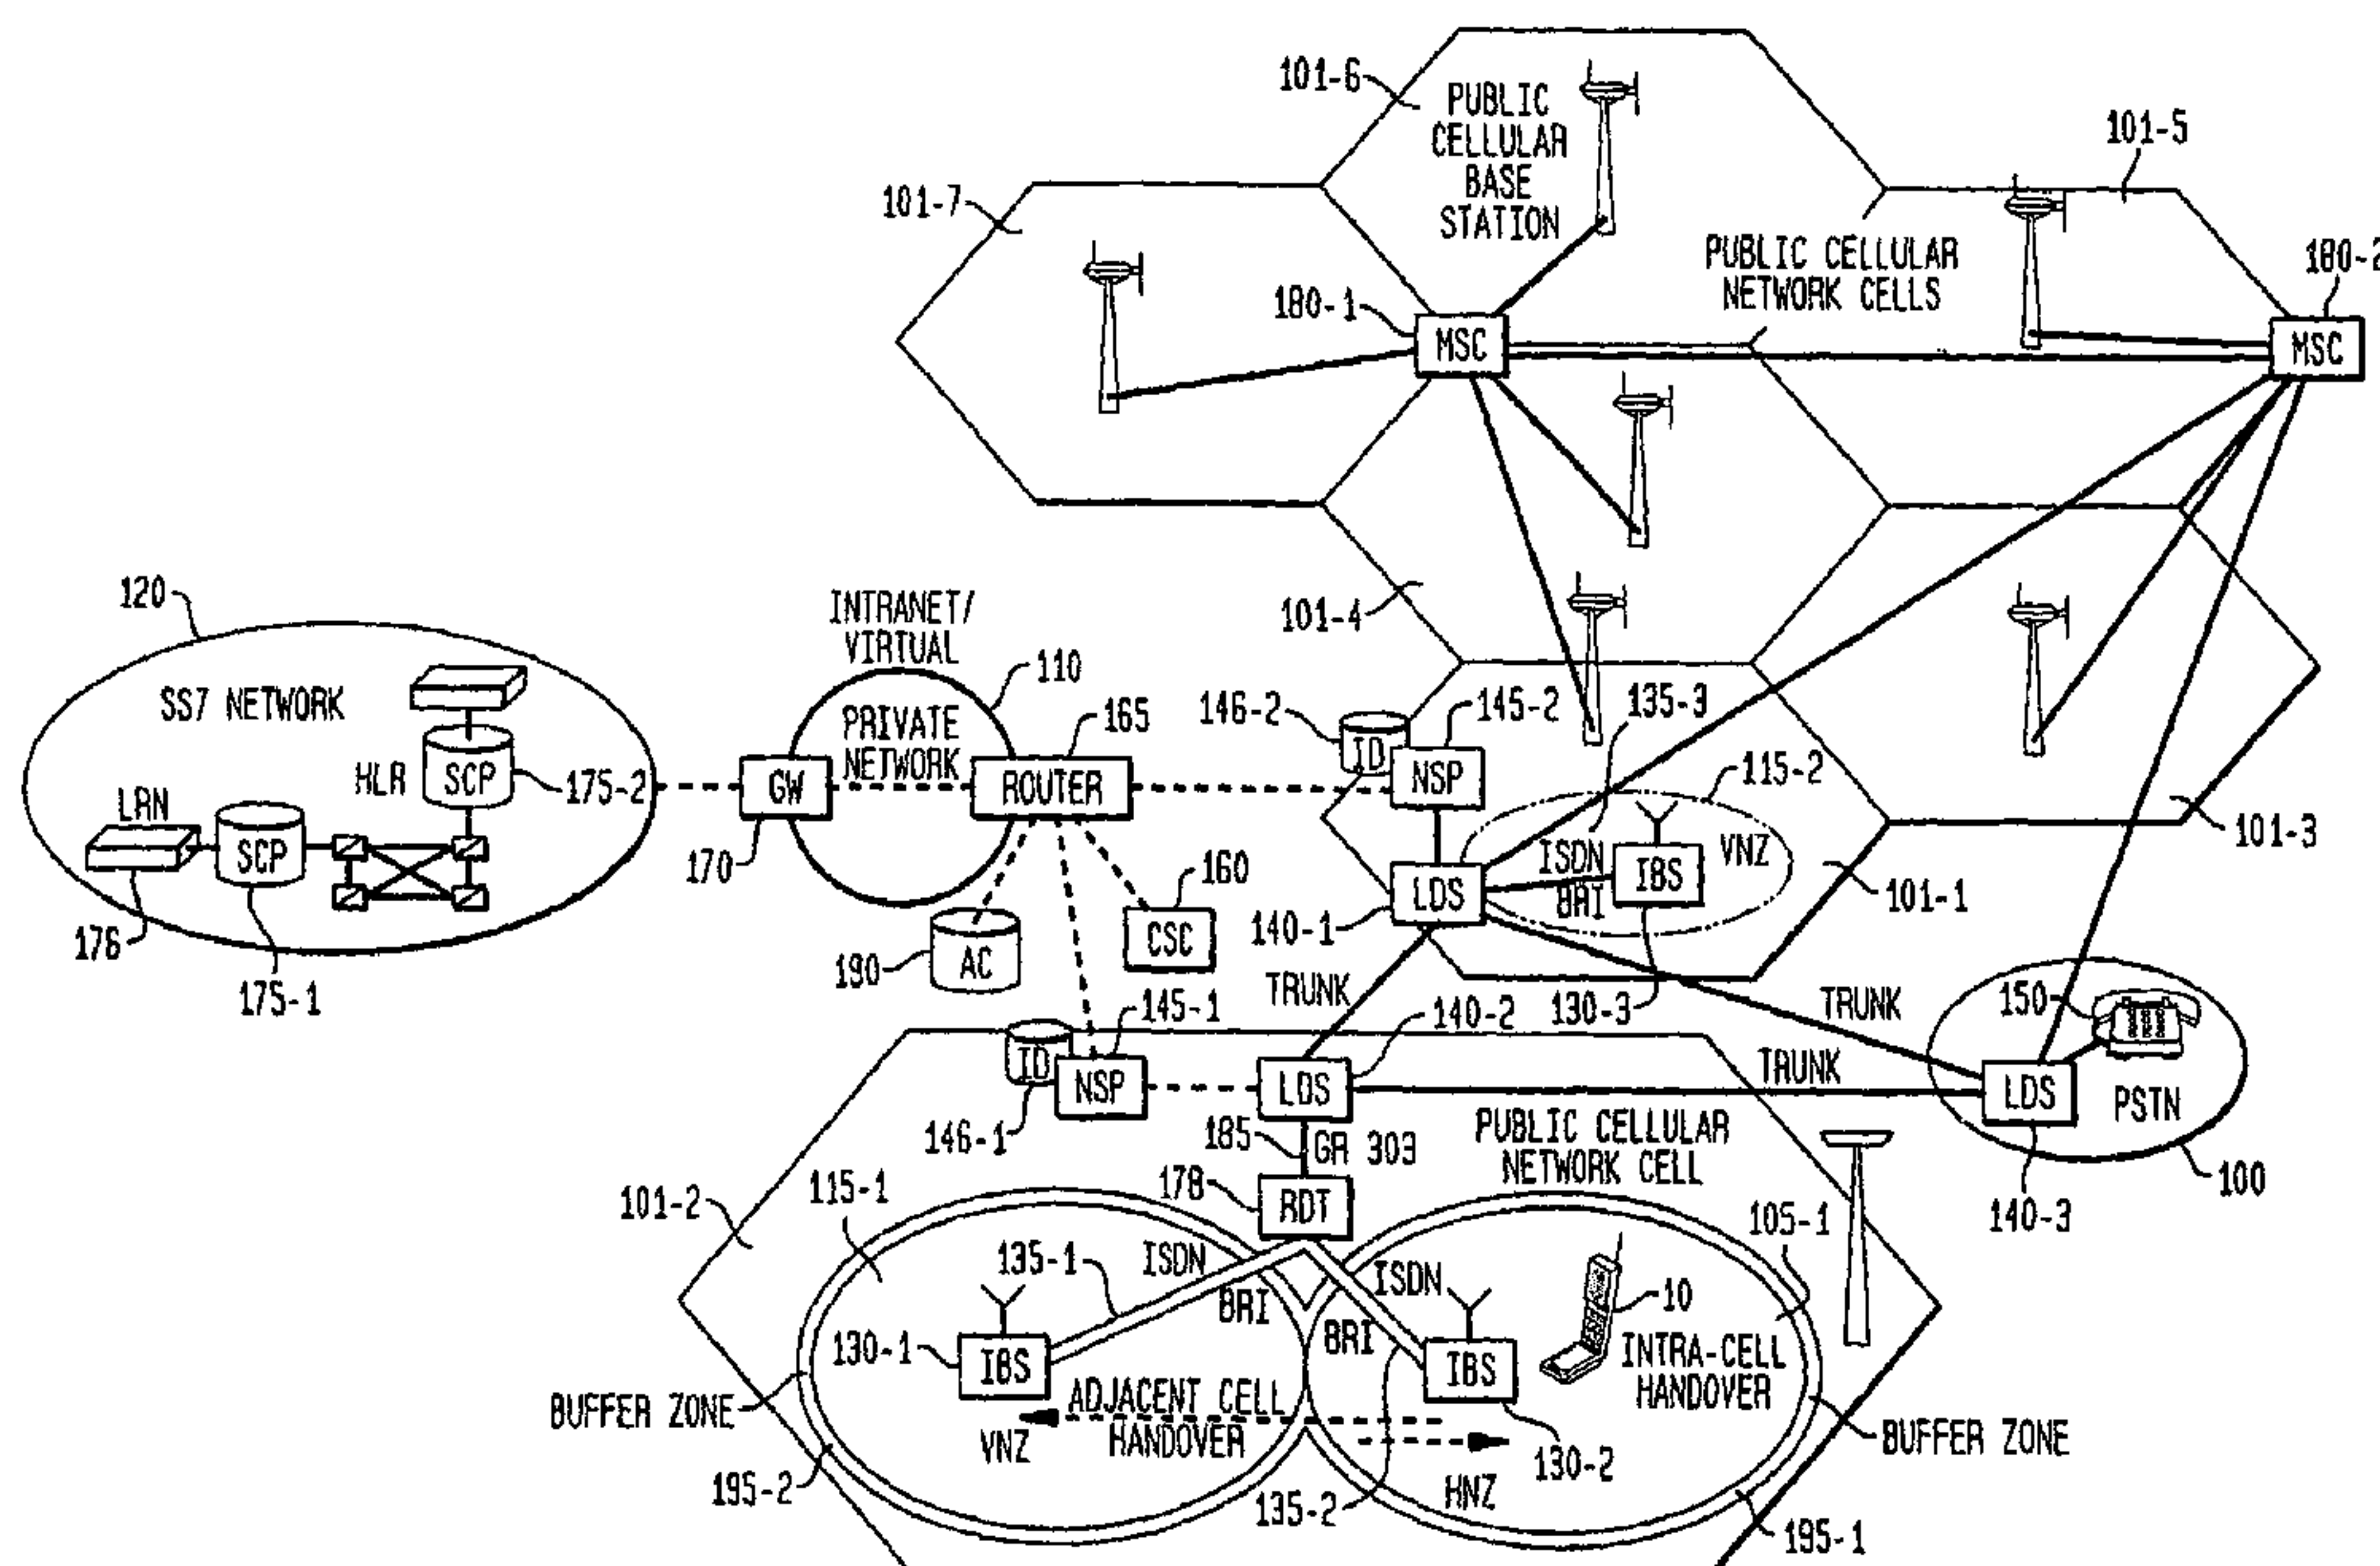 101-6
PUBLIC
CELLULAR
BASE
STATION
101-5
101-7
PUBLIC CELLULAR
NETWORK CELLS
180-2
180-1
MSC
MSC
120
INTRANET/
VIRTUAL
110
101-4
SS7 NETWORK
PRIVATE
NETWORK
165
146-2
145-2
135-3
ID
115-2
HLR
SCP
175-2
GW
ROUTER
NSP
LRN
SCP
VNZ
101-3
170
160
ISDN
BRI
IBS
LDS
101-1
176
190
AC
CSC
140-1
175-1
TRUNK
130-3
TRUNK
150
145-1
140-2
ID
NSP
LDS
TRUNK
LDS
PSTN
146-1
185
GR 303
PUBLIC CELLULAR
NETWORK CELL
100
101-2
115-1
178
RDT
105-1
140-3
135-1
ISDN
BRI
ISDN
BRI
10
130-1
IBS
IBS
INTRA-CELL
HANDOVER
BUFFER ZONE
ADJACENT CELL
HANDOVER
VNZ
BUFFER ZONE
195-2
135-2
130-2
HNZ
195-1